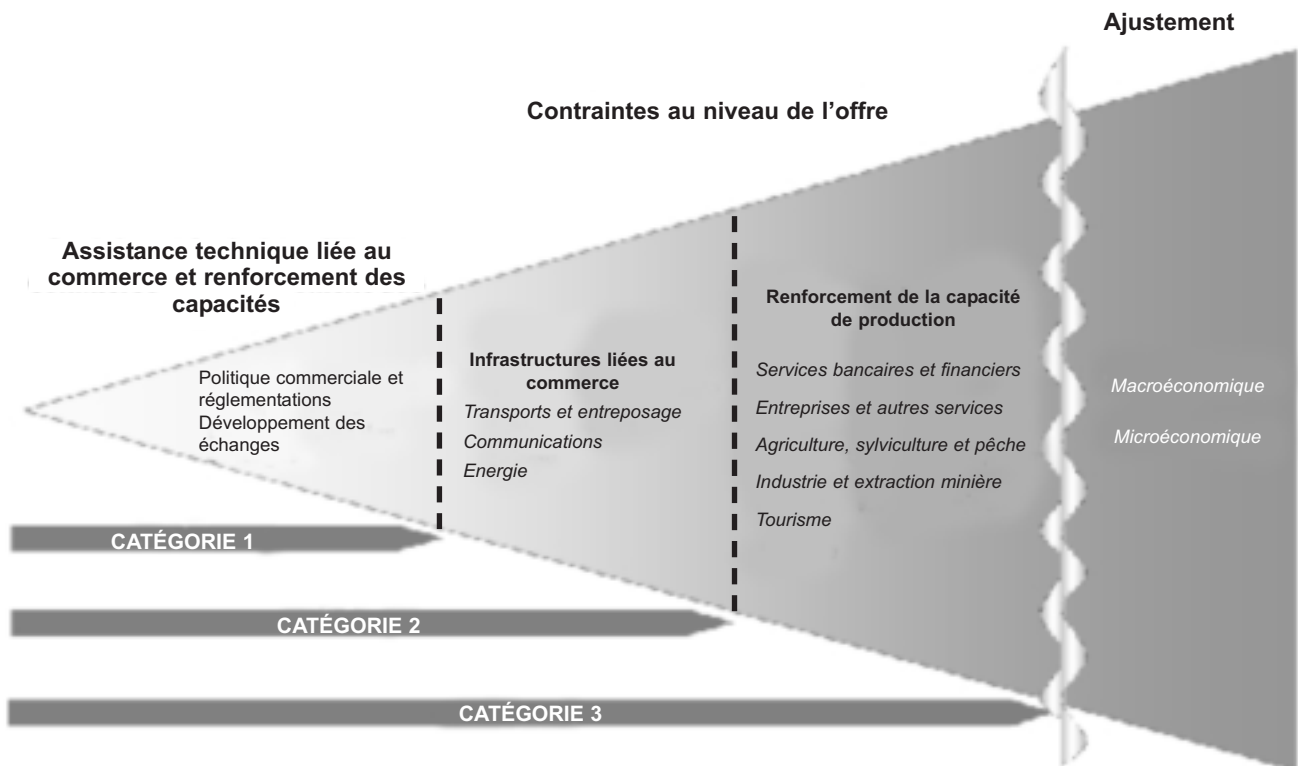 Ajustement
Contraintes au niveau de l'offre
Assistance technique liée au
commerce et renforcement des
capacités
Politique commerciale et
réglementations
Développement des
échanges
Infrastructures liées au
commerce
Transports et entreposage
Communications
Energie
Renforcement de la capacité
de production
Services bancaires et financiers
Entreprises et autres services
Agriculture, sylviculture et pêche
Industrie et extraction minière
Tourisme
Macroéconomique
Microéconomique
CATÉGORIE 1
CATÉGORIE 2
CATÉGORIE 3